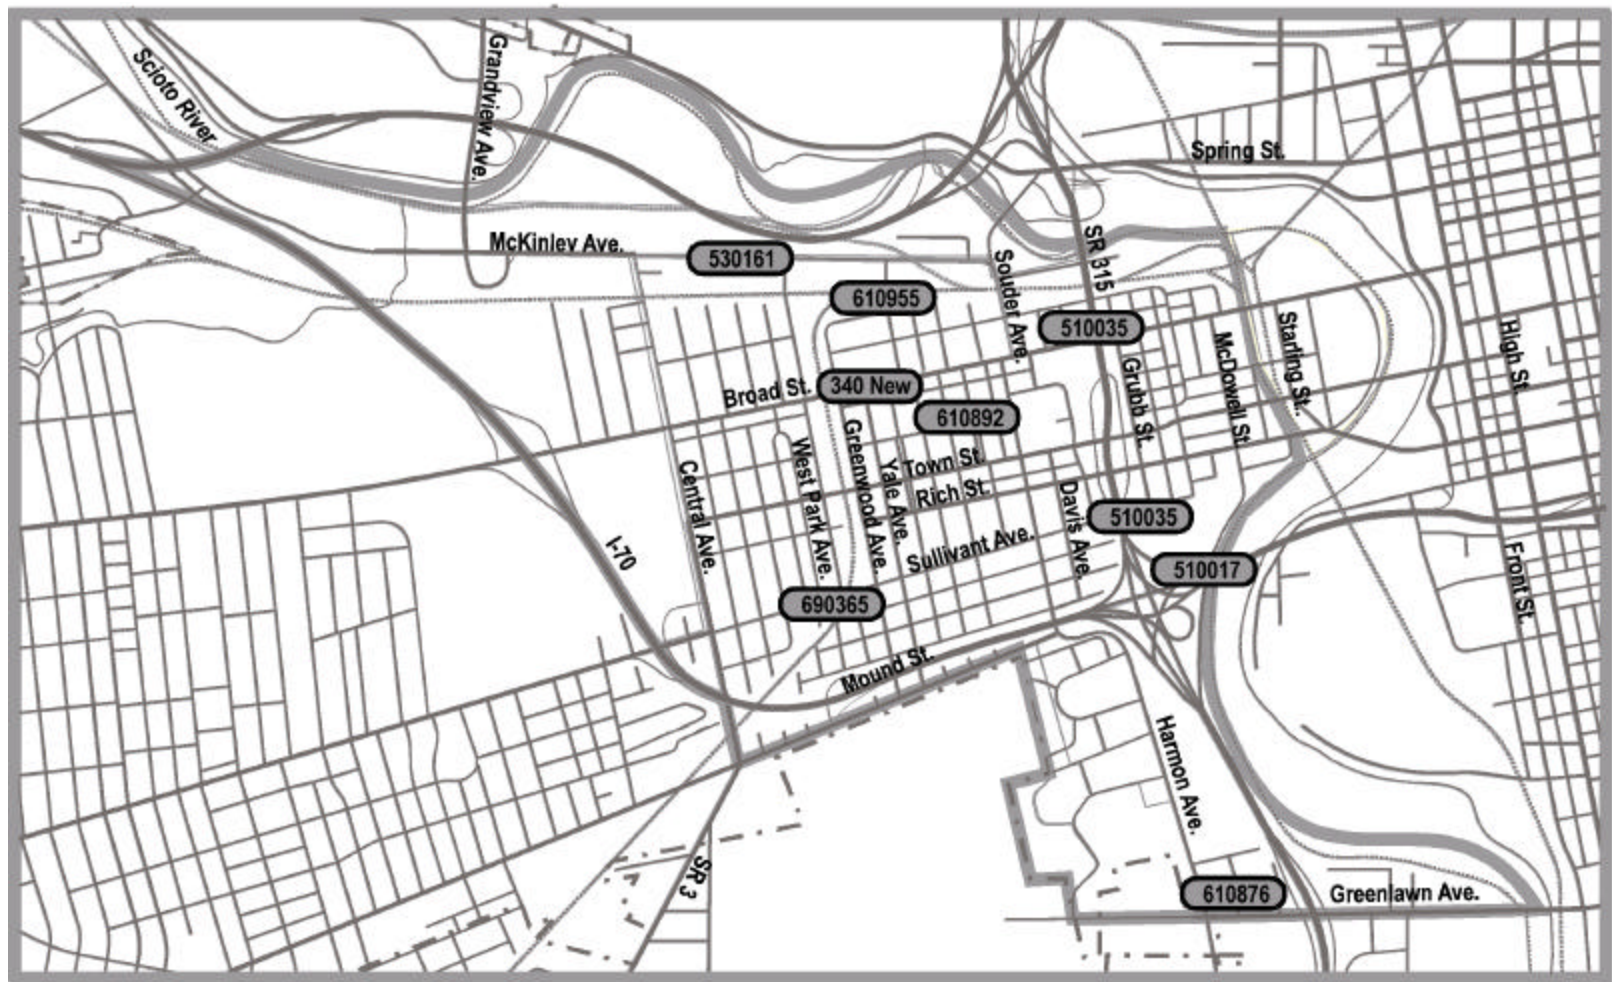 Scioto River
Grandview Ave.
Spring St.
McKinley Ave.
530161
SR 315
Souder Ave.
610955
510035
Starling St.
High St.
McDowell St.
Grubb St.
Broad St.
340 New
610892
Greenwood Ave.
West Park Ave.
Yale Ave.
Town St.
Central Ave.
Rich St.
Davis Ave.
510035
I-70
Sullivant Ave.
510017
Front St.
690365
Mound St.
Harmon Ave.
SR 3
610876
Greenlawn Ave.